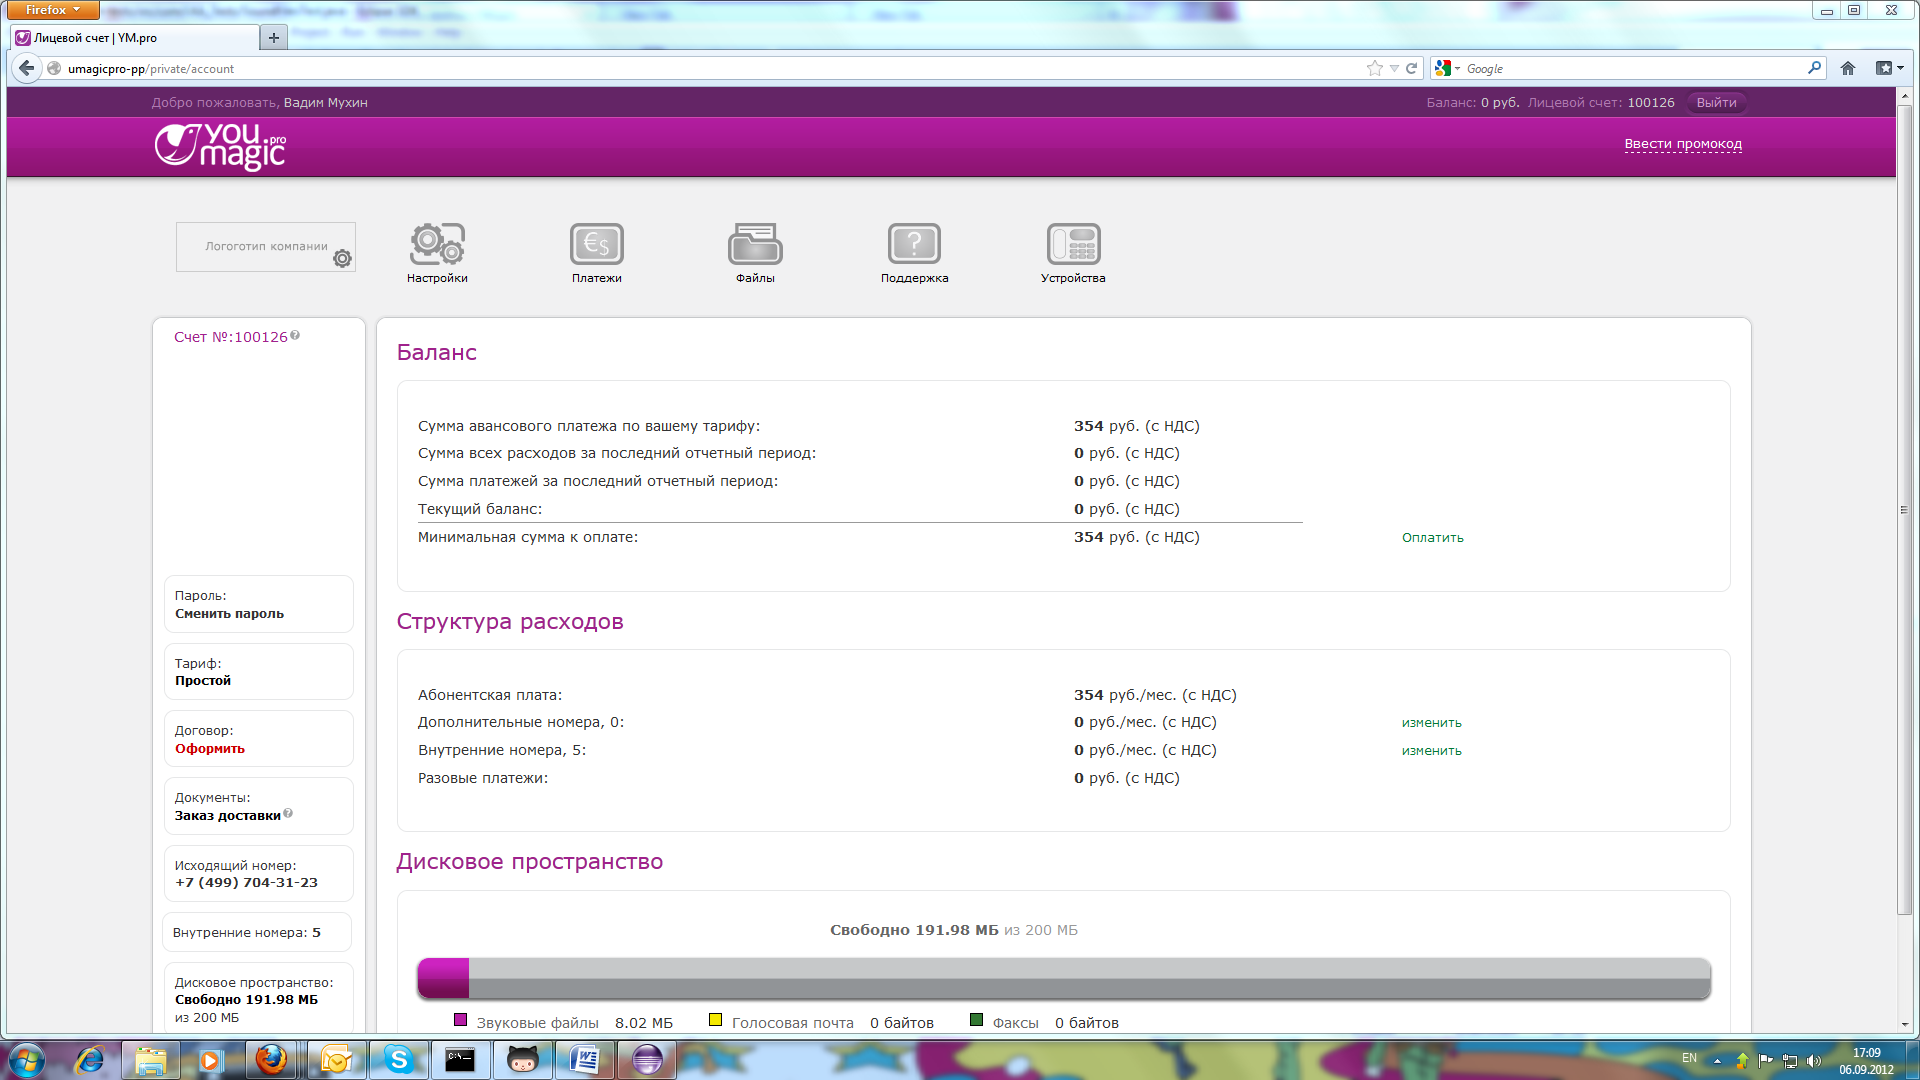 Firefox
Лицевой счет | YM.pro
umagicpro-pp/private/account
Google
Добро пожаловать, Вадим Мухин
Баланс: 0 руб. Лицевой счет: 100126 Выйти
you magic pro
Ввести промокод
Логотип компании
Настройки
Платежи
Файлы
Поддержка
Устройства
Счет №:100126
Пароль:
Сменить пароль
Тариф:
Простой
Договор:
Оформить
Документы:
Заказ доставки
Исходящий номер:
+7 (499) 704-31-23
Внутренние номера: 5
Дисковое пространство:
Свободно 191.98 МБ
из 200 МБ
Баланс
Сумма авансового платежа по вашему тарифу: 354 руб. (с НДС)
Сумма всех расходов за последний отчетный период: 0 руб. (с НДС)
Сумма платежей за последний отчетный период: 0 руб. (с НДС)
Текущий баланс: 0 руб. (с НДС)
Минимальная сумма к оплате: 354 руб. (с НДС) Оплатить
Структура расходов
Абонентская плата: 354 руб./мес. (с НДС)
Дополнительные номера, 0: 0 руб./мес. (с НДС) изменить
Внутренние номера, 5: 0 руб./мес. (с НДС) изменить
Разовые платежи: 0 руб. (с НДС)
Дисковое пространство
Свободно 191.98 МБ из 200 МБ
Звуковые файлы 8.02 МБ Голосовая почта 0 байтов Факсы 0 байтов
EN
17:09
06.09.2012